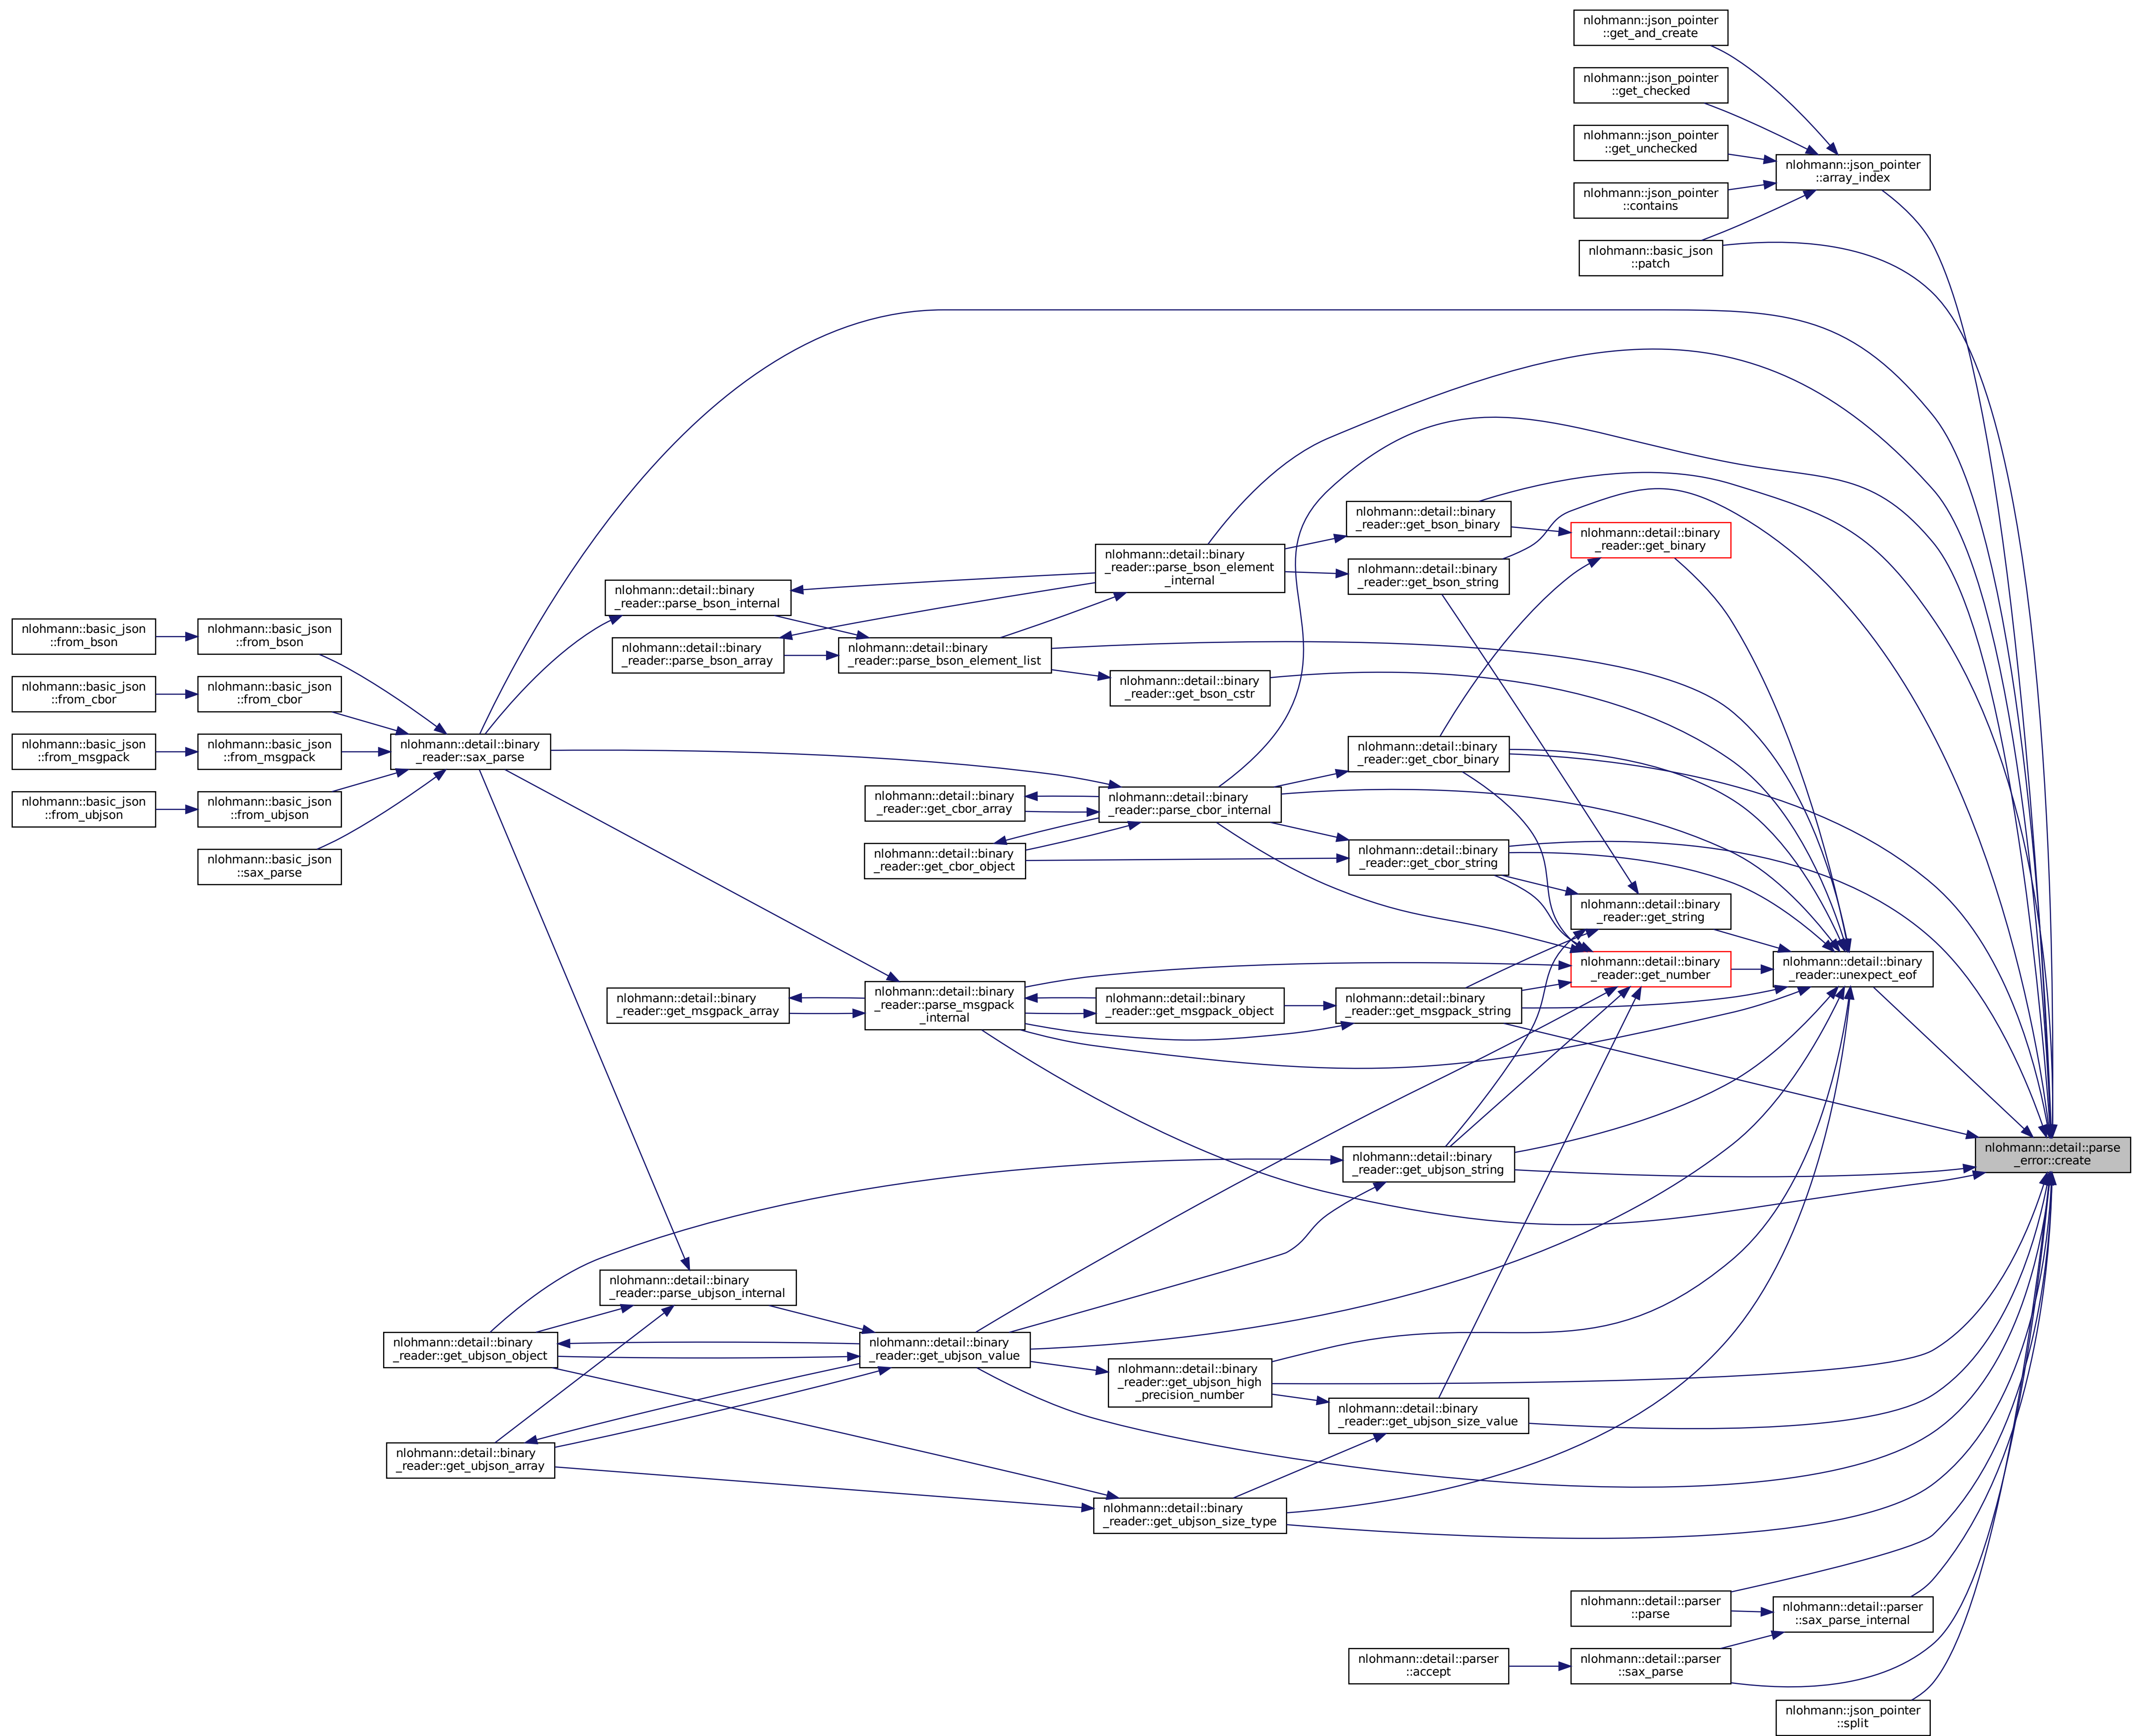 nlohmann::json_pointer
::get_and_create
nlohmann::json_pointer
::get_checked
nlohmann::json_pointer
::get_unchecked
nlohmann::json_pointer
::array_index
nlohmann::json_pointer
::contains
nlohmann::basic_json
::patch
nlohmann::detail::binary
_reader::get_bson_binary
nlohmann::detail::binary
_reader::get_binary
nlohmann::detail::binary
_reader::parse_bson_element
_internal
nlohmann::detail::binary
_reader::get_bson_string
nlohmann::detail::binary
_reader::parse_bson_internal
nlohmann::basic_json
::from_bson
nlohmann::basic_json
::from_bson
nlohmann::detail::binary
_reader::parse_bson_array
nlohmann::detail::binary
_reader::parse_bson_element_list
nlohmann::detail::binary
_reader::get_bson_cstr
nlohmann::basic_json
::from_cbor
nlohmann::basic_json
::from_cbor
nlohmann::basic_json
::from_msgpack
nlohmann::basic_json
::from_msgpack
nlohmann::detail::binary
_reader::sax_parse
nlohmann::detail::binary
_reader::get_cbor_binary
nlohmann::basic_json
::from_ubjson
nlohmann::basic_json
::from_ubjson
nlohmann::detail::binary
_reader::get_cbor_array
nlohmann::detail::binary
_reader::parse_cbor_internal
nlohmann::basic_json
::sax_parse
nlohmann::detail::binary
_reader::get_cbor_object
nlohmann::detail::binary
_reader::get_cbor_string
nlohmann::detail::binary
_reader::get_string
nlohmann::detail::binary
_reader::get_number
nlohmann::detail::binary
_reader::unexpect_eof
nlohmann::detail::binary
_reader::get_msgpack_array
nlohmann::detail::binary
_reader::parse_msgpack
_internal
nlohmann::detail::binary
_reader::get_msgpack_object
nlohmann::detail::binary
_reader::get_msgpack_string
nlohmann::detail::parse
_error::create
nlohmann::detail::binary
_reader::get_ubjson_string
nlohmann::detail::binary
_reader::parse_ubjson_internal
nlohmann::detail::binary
_reader::get_ubjson_object
nlohmann::detail::binary
_reader::get_ubjson_value
nlohmann::detail::binary
_reader::get_ubjson_high
_precision_number
nlohmann::detail::binary
_reader::get_ubjson_size_value
nlohmann::detail::binary
_reader::get_ubjson_array
nlohmann::detail::binary
_reader::get_ubjson_size_type
nlohmann::detail::parser
::parse
nlohmann::detail::parser
::sax_parse_internal
nlohmann::detail::parser
::accept
nlohmann::detail::parser
::sax_parse
nlohmann::json_pointer
::split